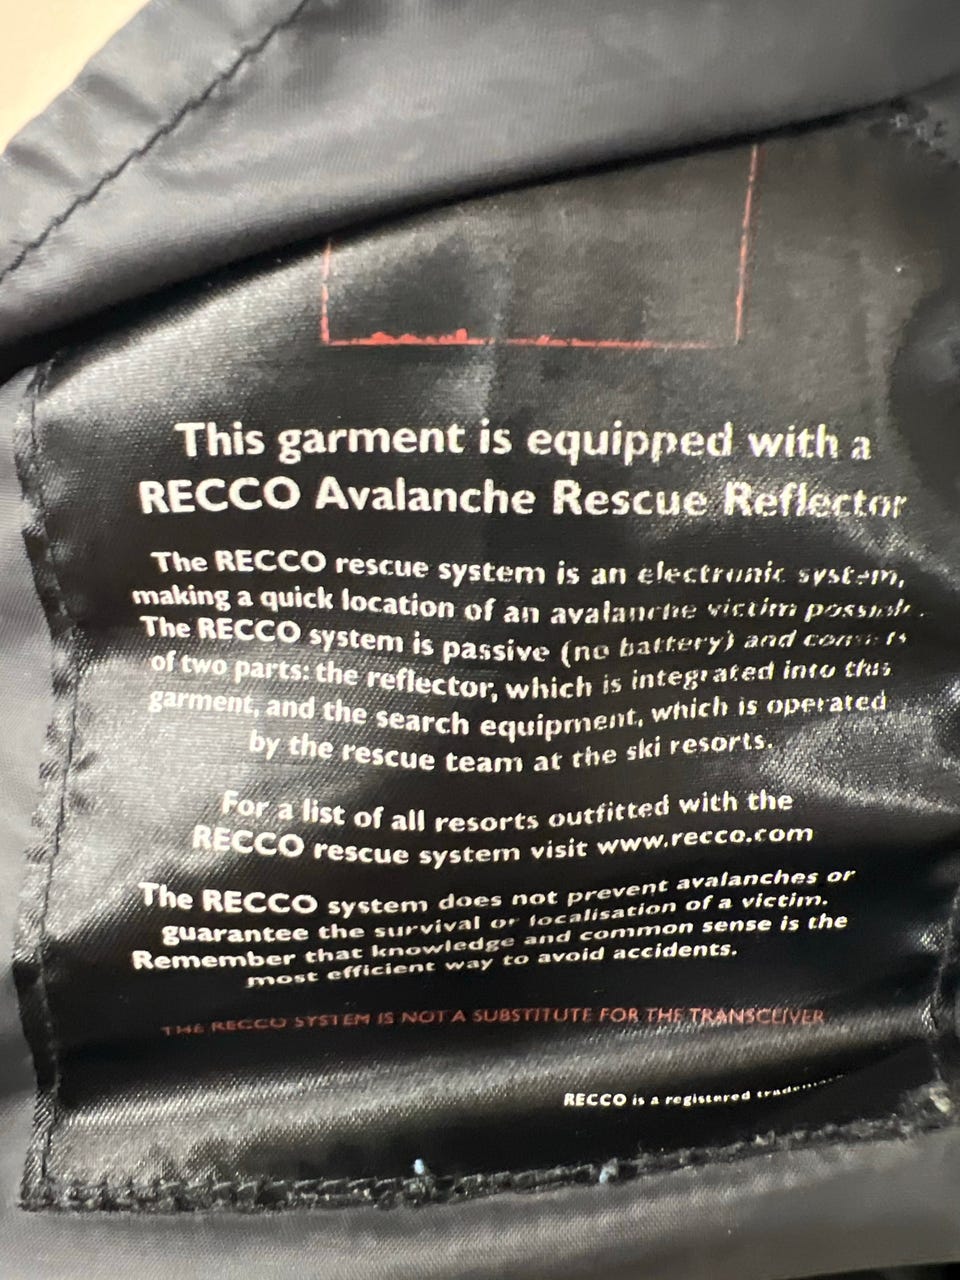 This garment is equipped with a
RECCO Avalanche Rescue Reflector
The RECCO rescue system is an electronic system,
making a quick location of an avalanche victim possible.
The RECCO system is passive (no battery) and consists
of two parts: the reflector, which is integrated into this
garment, and the search equipment, which is operated
by the rescue team at the ski resorts.
For a list of all resorts outfitted with the
RECCO rescue system visit www.recco.com
The RECCO system does not prevent avalanches or
guarantee the survival or localisation of a victim.
Remember that knowledge and common sense is the
most efficient way to avoid accidents.
THE RECCO SYSTEM IS NOT A SUBSTITUTE FOR THE TRANSCEIVER
RECCO is a registered